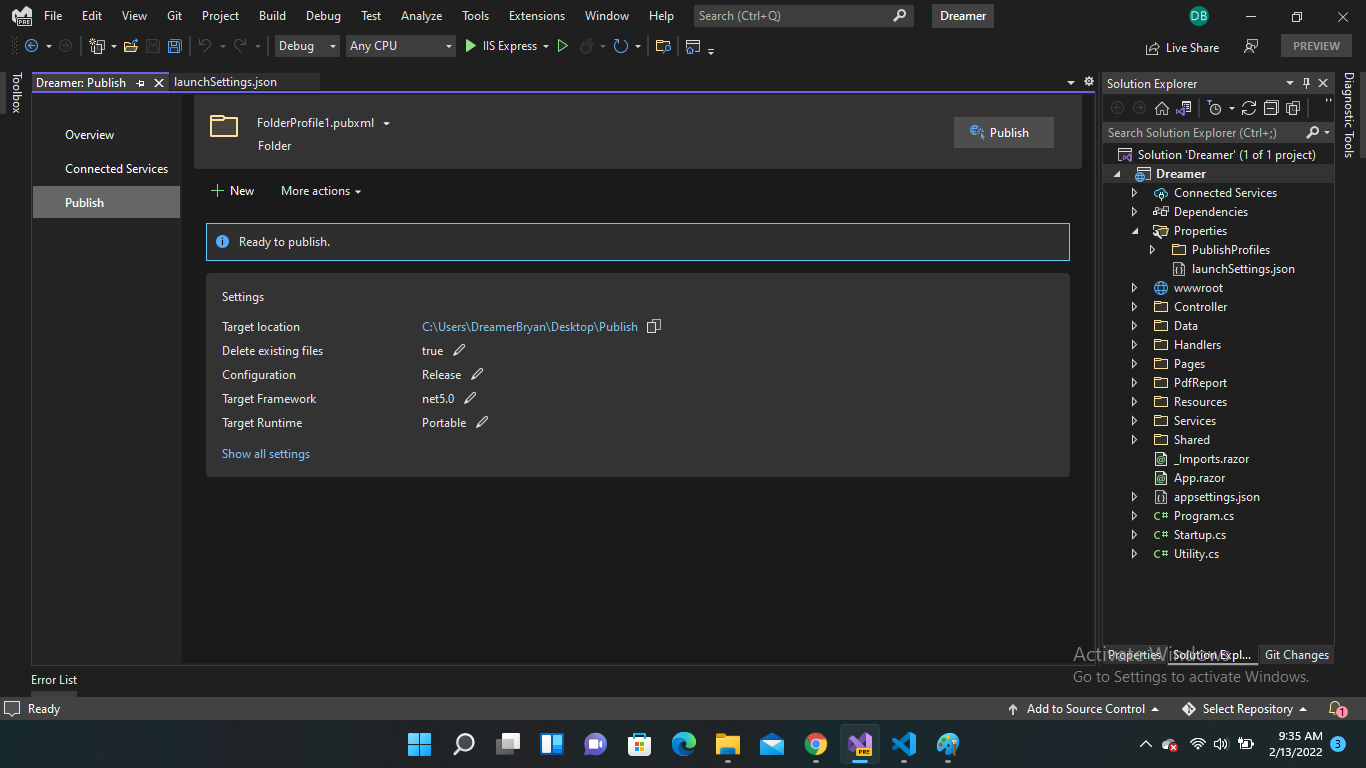 File Edit View Git Project Build Debug Test Analyze Tools Extensions Window Help Search (Ctrl+Q) Dreamer DB
PRE
Debug Any CPU IIS Express Live Share PREVIEW
Toolbox
Dreamer: Publish launchSettings.json
Overview
Connected Services
Publish
FolderProfile1.pubxml
Folder
Publish
New More actions
Ready to publish.
Settings
Target location C:\Users\DreamerBryan\Desktop\Publish
Delete existing files true
Configuration Release
Target Framework net5.0
Target Runtime Portable
Show all settings
Solution Explorer
Search Solution Explorer (Ctrl+;)
Solution 'Dreamer' (1 of 1 project)
Dreamer
Connected Services
Dependencies
Properties
PublishProfiles
launchSettings.json
wwwroot
Controller
Data
Handlers
Pages
PdfReport
Resources
Services
Shared
_Imports.razor
App.razor
appsettings.json
C# Program.cs
C# Startup.cs
C# Utility.cs
Diagnostic Tools
Properties Solution Expl... Git Changes
Activate Windows
Go to Settings to activate Windows.
Error List
Ready Add to Source Control Select Repository 1
PRE
9:35 AM
2/13/2022 3